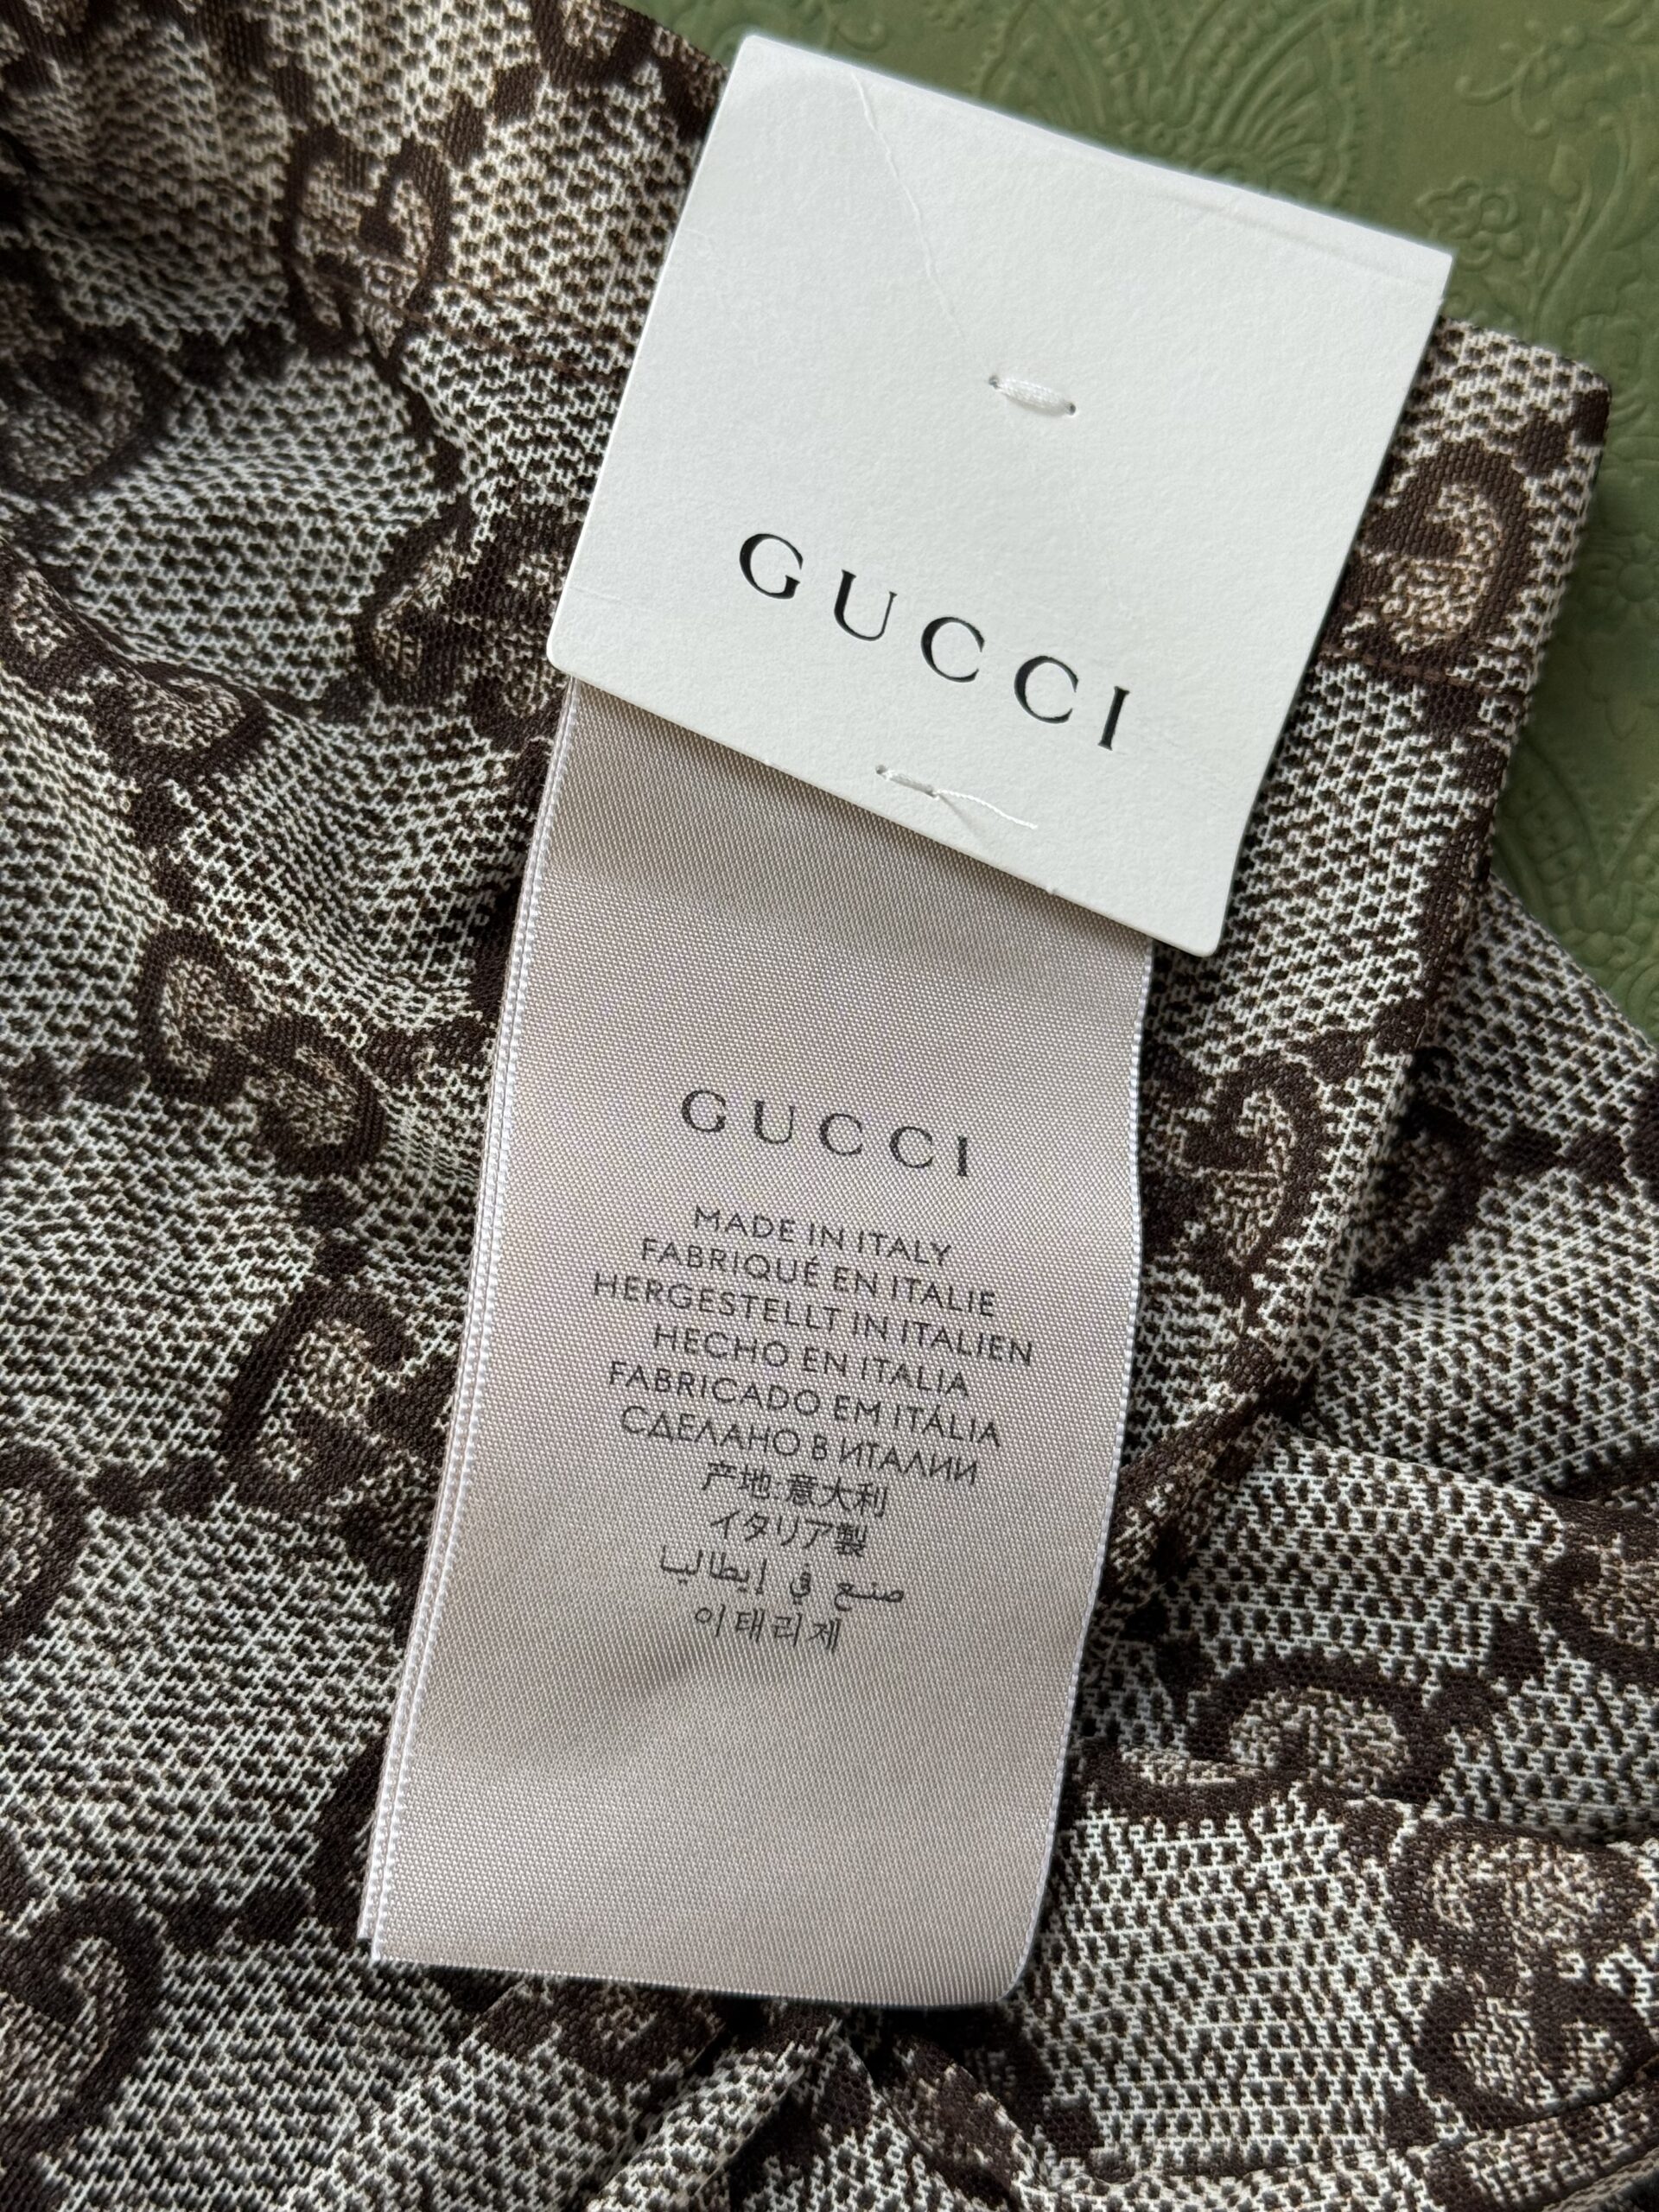 GUCCI
GUCCI
MADE IN ITALY
FABRIQUÉ EN ITALIE
HERGESTELLT IN ITALIEN
HECHO EN ITALIA
FABRICADO EM ITÁLIA
СДЕЛАНО В ИТАЛИИ
产地:意大利
イタリア製
صنع في إيطاليا
이태리제